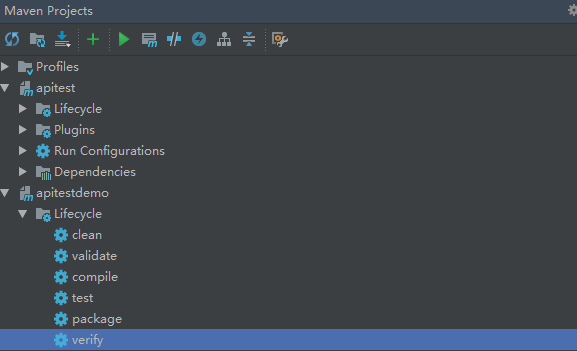 Maven Projects
Profiles
apitest
Lifecycle
Plugins
Run Configurations
Dependencies
apitestdemo
Lifecycle
clean
validate
compile
test
package
verify